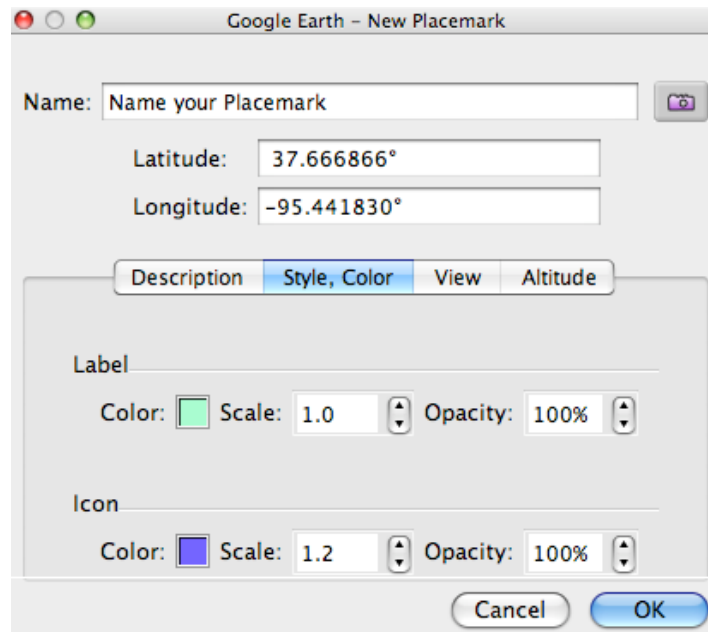 Google Earth – New Placemark
Name: Name your Placemark
Latitude: 37.666866°
Longitude: -95.441830°
Description Style, Color View Altitude
Label
Color: Scale: 1.0 Opacity: 100%
Icon
Color: Scale: 1.2 Opacity: 100%
Cancel OK